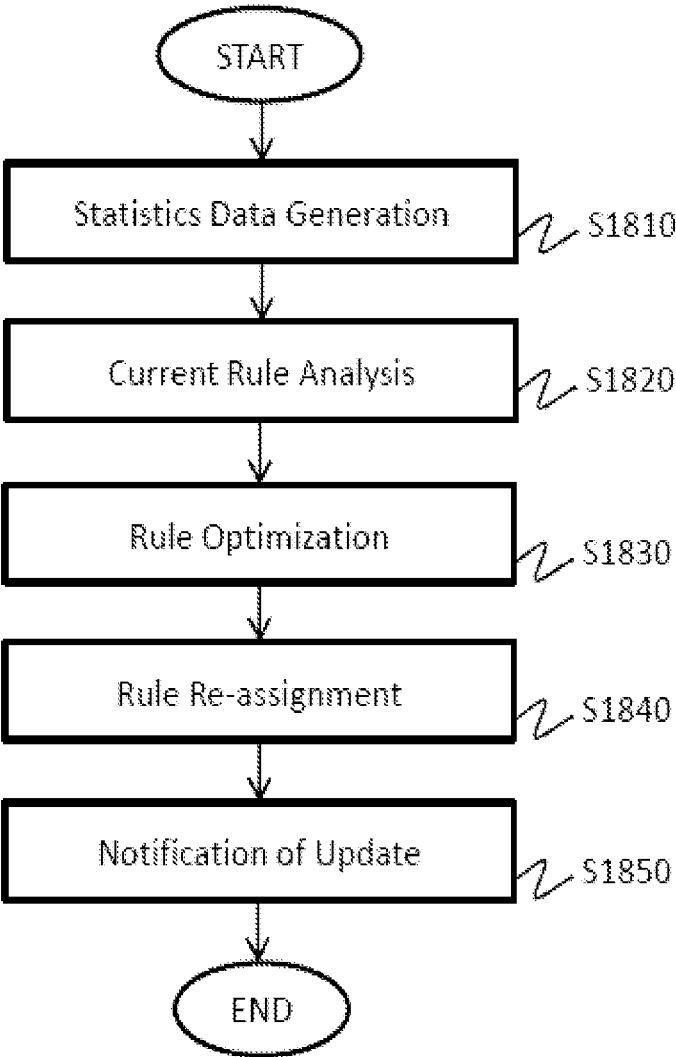 START
Statistics Data Generation
S1810
Current Rule Analysis
S1820
Rule Optimization
S1830
Rule Re-assignment
S1840
Notification of Update
S1850
END